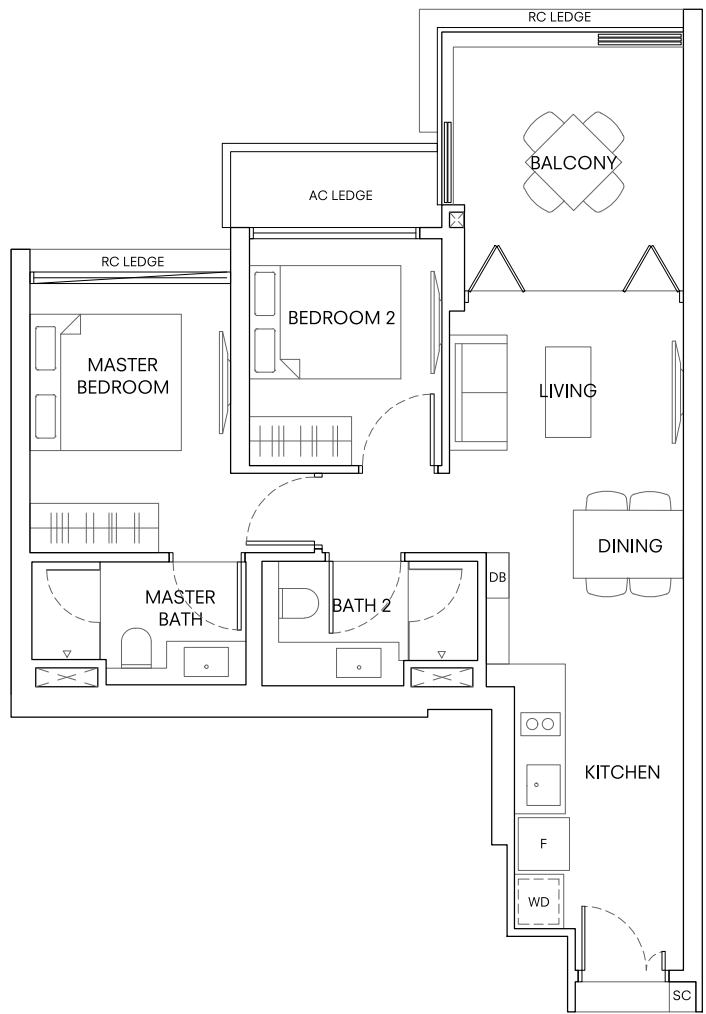 RC LEDGE
BALCONY
AC LEDGE
RC LEDGE
BEDROOM 2
MASTER
BEDROOM
LIVING
DINING
DB
MASTER
BATH
BATH 2
KITCHEN
F
WD
SC